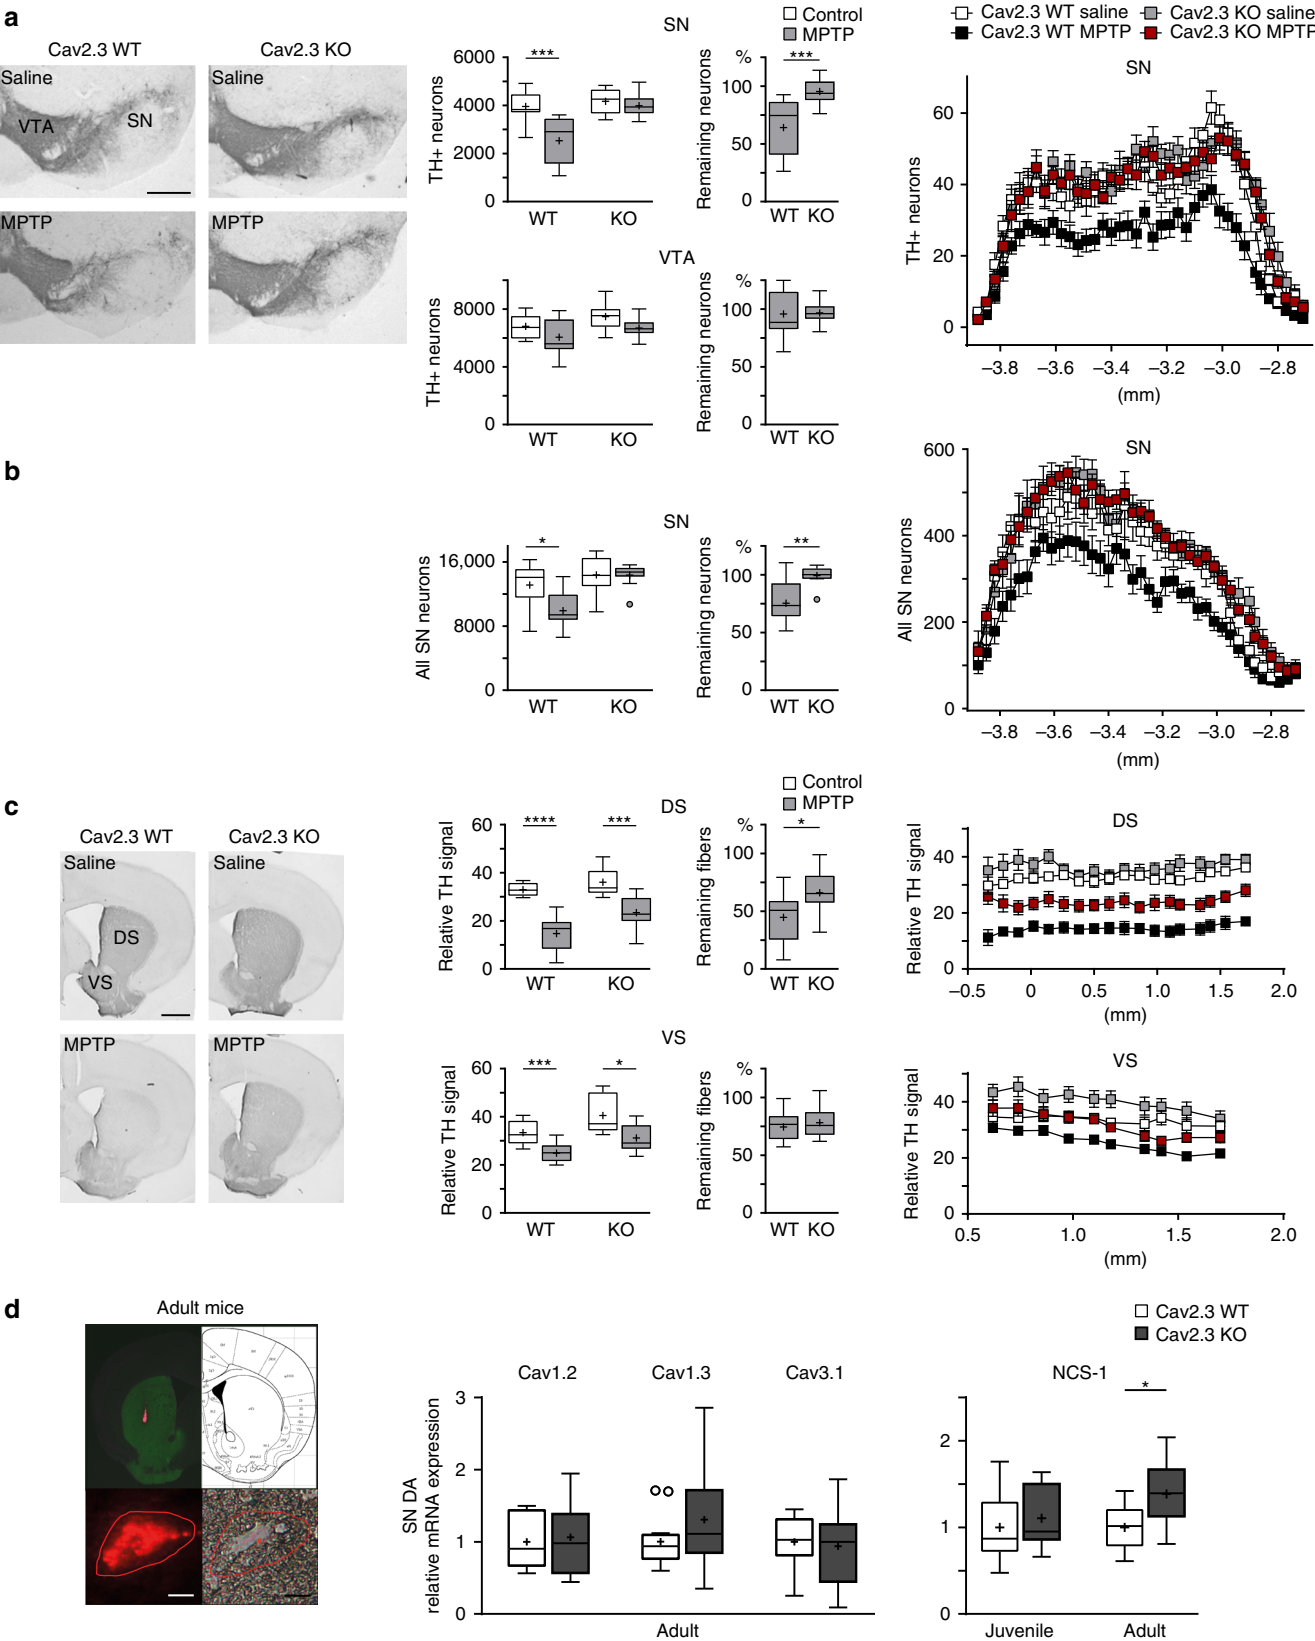 a
Cav2.3 WT
Cav2.3 KO
Saline
Saline
VTA
SN
MPTP
MPTP
SN
Control
MPTP
TH+ neurons
6000
4000
2000
0
***
WT
KO
Remaining neurons
%
100
50
0
***
WT KO
Cav2.3 WT saline
Cav2.3 KO saline
Cav2.3 WT MPTP
Cav2.3 KO MPTP
SN
TH+ neurons
60
40
20
0
–3.8 –3.6 –3.4 –3.2 –3.0 –2.8
(mm)
VTA
TH+ neurons
8000
4000
0
WT
KO
Remaining neurons
%
100
50
0
WT KO
b
SN
All SN neurons
16,000
8000
0
*
WT
KO
Remaining neurons
%
100
50
0
**
WT KO
SN
All SN neurons
600
400
200
0
–3.8 –3.6 –3.4 –3.2 –3.0 –2.8
(mm)
c
Cav2.3 WT
Cav2.3 KO
Saline
Saline
DS
VS
MPTP
MPTP
DS
Control
MPTP
Relative TH signal
60
40
20
0
****
***
WT
KO
Remaining fibers
%
100
50
0
*
WT KO
DS
Relative TH signal
40
20
0
–0.5 0 0.5 1.0 1.5 2.0
(mm)
VS
Relative TH signal
60
40
20
0
***
*
WT
KO
Remaining fibers
%
100
50
0
WT KO
VS
Relative TH signal
40
20
0
0.5 1.0 1.5 2.0
(mm)
d
Adult mice
Cav2.3 WT
Cav2.3 KO
SN DA
relative mRNA expression
3
2
1
0
Cav1.2
Cav1.3
Cav3.1
Adult
NCS-1
2
1
0
*
Juvenile
Adult